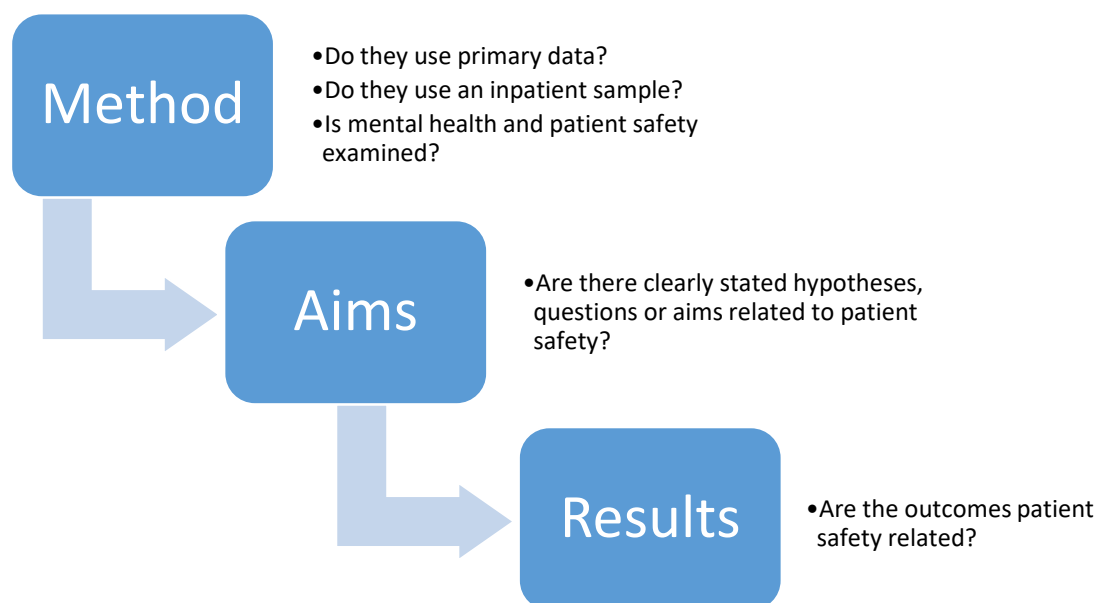 Method
•Do they use primary data?
•Do they use an inpatient sample?
•Is mental health and patient safety
examined?
Aims
•Are there clearly stated hypotheses,
questions or aims related to patient
safety?
Results
•Are the outcomes patient
safety related?